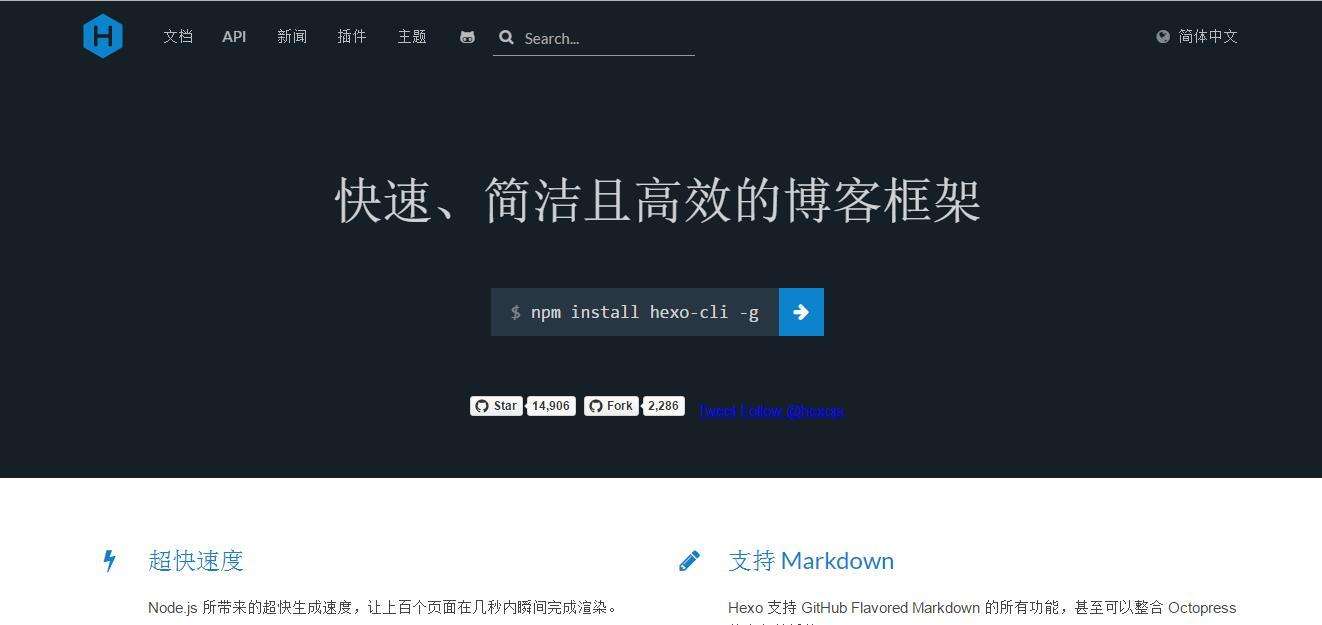 H 文档 API 新闻 插件 主题 Search... 简体中文
快速、简洁且高效的博客框架
$ npm install hexo-cli -g
Star 14,906 Fork 2,286 Tweet Follow @hexojs
超快速度 支持 Markdown
Node.js 所带来的超快生成速度，让上百个页面在几秒内瞬间完成渲染。 Hexo 支持 GitHub Flavored Markdown 的所有功能，甚至可以整合 Octopress